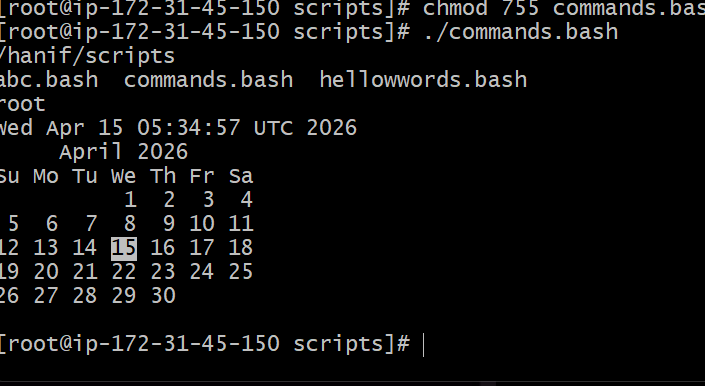 [root@ip-172-31-45-150 scripts]# chmod 755 commands.bas
[root@ip-172-31-45-150 scripts]# ./commands.bash
/hanif/scripts
abc.bash  commands.bash  hellowwords.bash
root
Wed Apr 15 05:34:57 UTC 2026
     April 2026
Su Mo Tu We Th Fr Sa
          1  2  3  4
 5  6  7  8  9 10 11
12 13 14 15 16 17 18
19 20 21 22 23 24 25
26 27 28 29 30
[root@ip-172-31-45-150 scripts]#